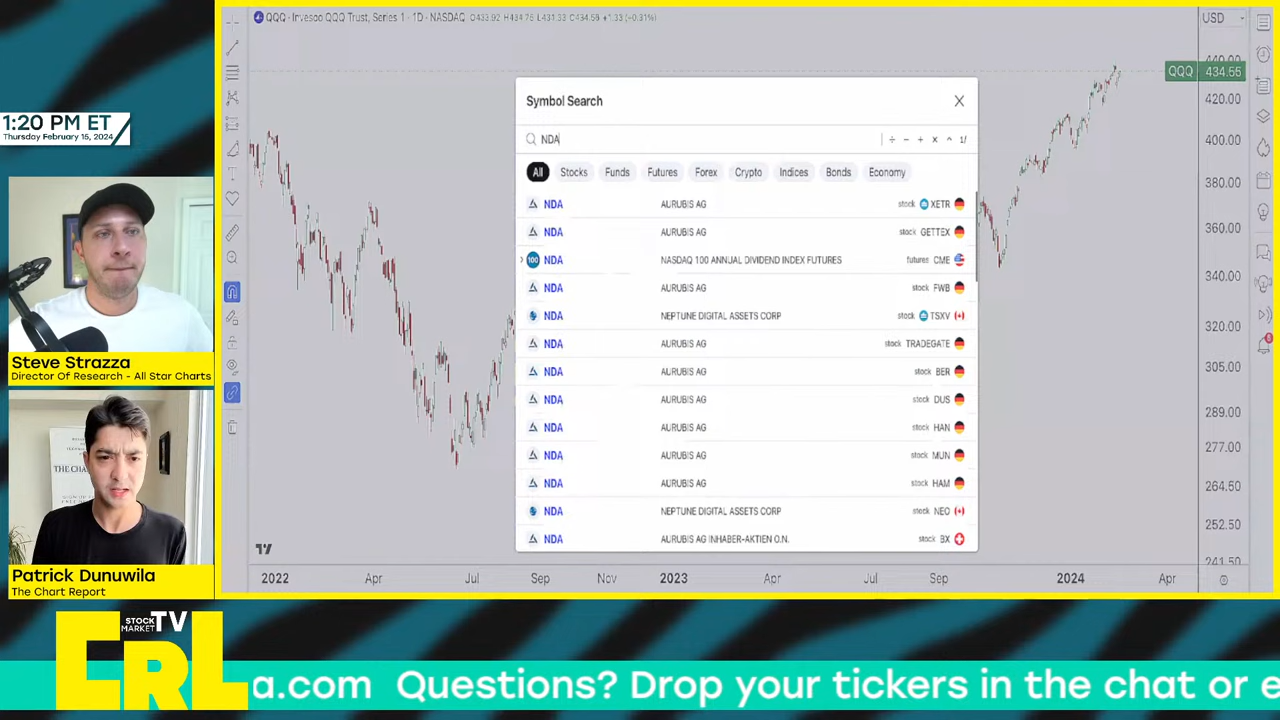 1:20 PM ET
Thursday February 15, 2024
Steve Strazza
Director Of Research - All Star Charts
THE CHA
Patrick Dunuwila
The Chart Report
STOCK
MARKET TV
ERL
a.com Questions? Drop your tickers in the chat or e
QQQ · Invesco QQQ Trust, Series 1 · 1D · NASDAQ
USD
QQQ 434.55
420.00
400.00
380.00
360.00
340.00
320.00
305.00
289.00
277.00
264.50
252.50
241.50
Symbol Search
NDA
All Stocks Funds Futures Forex Crypto Indices Bonds Economy
NDA AURUBIS AG stock XETR
NDA AURUBIS AG stock GETTEX
100 NDA NASDAQ 100 ANNUAL DIVIDEND INDEX FUTURES futures CME
NDA AURUBIS AG stock FWB
NDA NEPTUNE DIGITAL ASSETS CORP stock TSXV
NDA AURUBIS AG stock TRADEGATE
NDA AURUBIS AG stock BER
NDA AURUBIS AG stock DUS
NDA AURUBIS AG stock HAN
NDA AURUBIS AG stock MUN
NDA AURUBIS AG stock HAM
NDA NEPTUNE DIGITAL ASSETS CORP stock NEO
NDA AURUBIS AG INHABER-AKTIEN O.N. stock BX
2022 Apr Jul Sep Nov 2023 Apr Jul Sep 2024 Apr